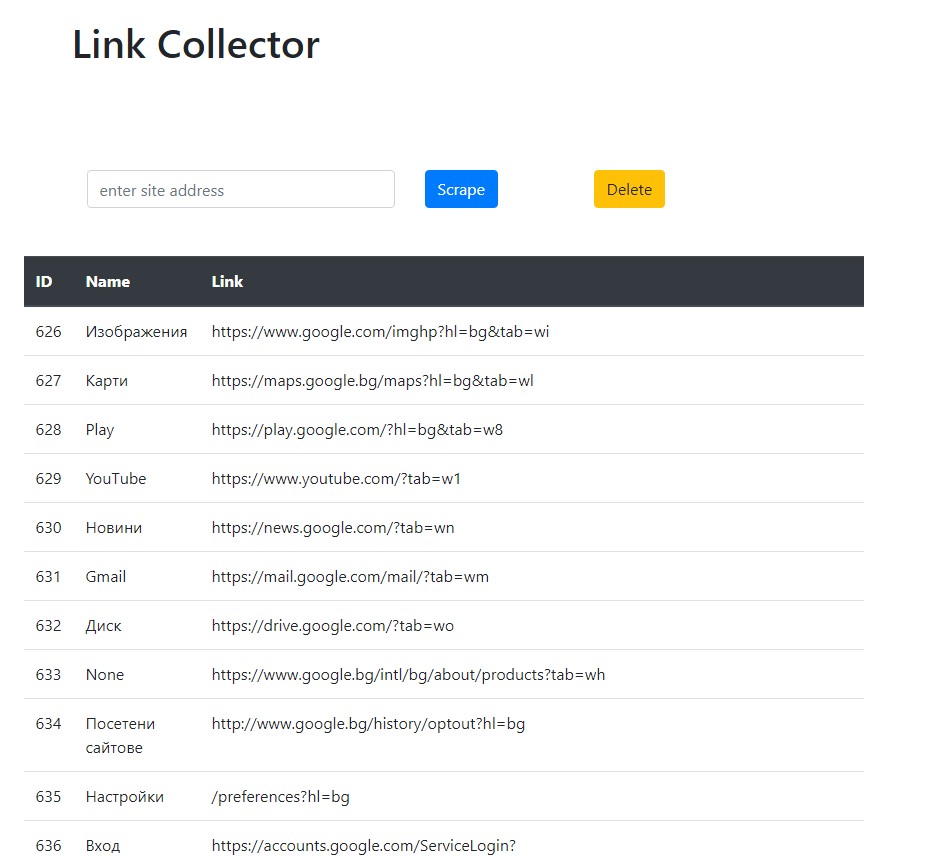 Link Collector
enter site address
Scrape
Delete
ID Name Link
626 Изображения https://www.google.com/imghp?hl=bg&tab=wi
627 Карти https://maps.google.bg/maps?hl=bg&tab=wl
628 Play https://play.google.com/?hl=bg&tab=w8
629 YouTube https://www.youtube.com/?tab=w1
630 Новини https://news.google.com/?tab=wn
631 Gmail https://mail.google.com/mail/?tab=wm
632 Диск https://drive.google.com/?tab=wo
633 None https://www.google.bg/intl/bg/about/products?tab=wh
634 Посетени http://www.google.bg/history/optout?hl=bg
сайтове
635 Настройки /preferences?hl=bg
636 Вход https://accounts.google.com/ServiceLogin?